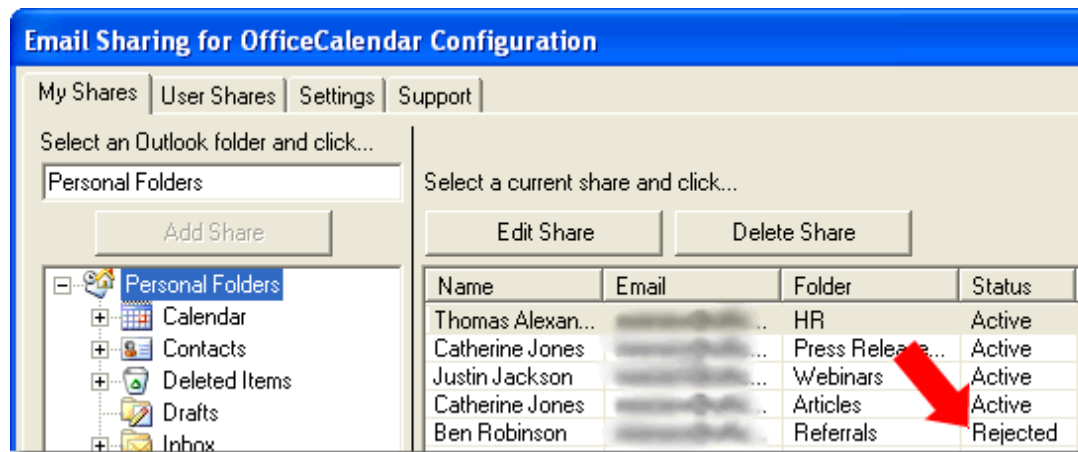 Email Sharing for OfficeCalendar Configuration
My Shares User Shares Settings Support
Select an Outlook folder and click...
Personal Folders
Add Share
Personal Folders
Calendar
Contacts
Deleted Items
Drafts
Inbox
Select a current share and click...
Edit Share Delete Share
Name Email Folder Status
Thomas Alexan... ... HR Active
Catherine Jones ... Press Release... Active
Justin Jackson ... Webinars Active
Catherine Jones ... Articles Active
Ben Robinson ... Referrals Rejected